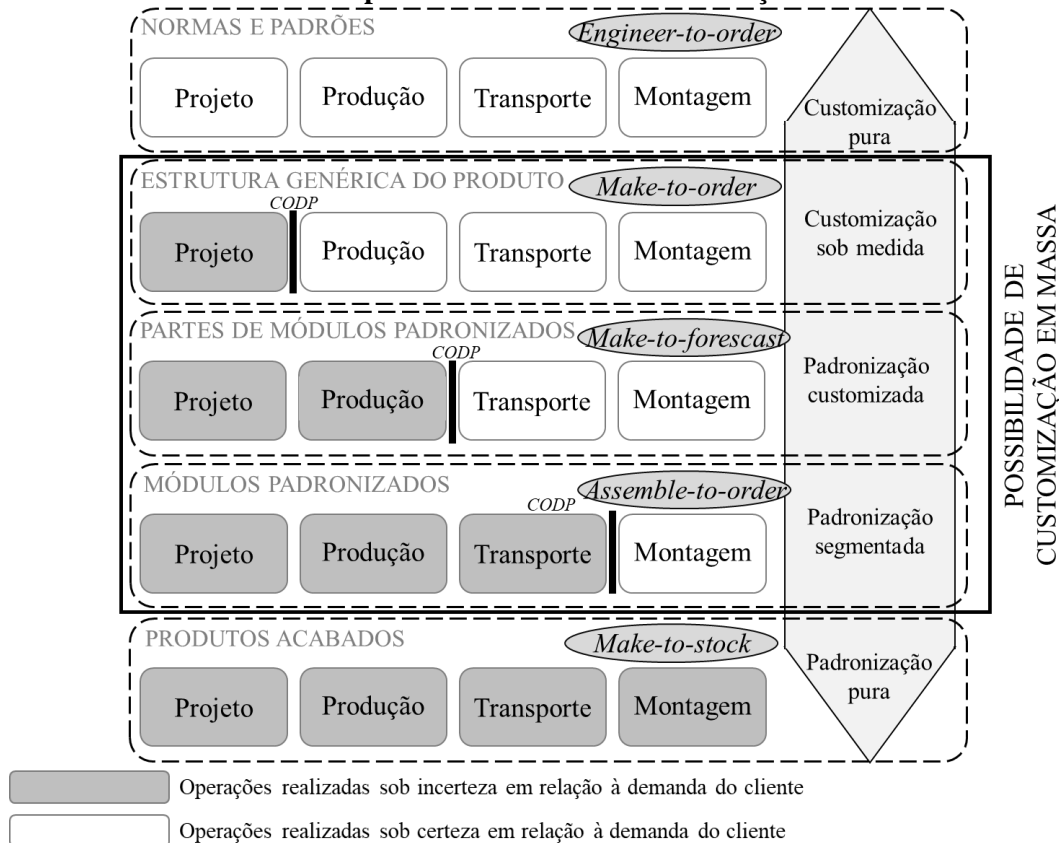 NORMAS E PADRÕES
Engineer-to-order
Projeto
Produção
Transporte
Montagem
Customização
pura
ESTRUTURA GENÉRICA DO PRODUTO
Make-to-order
CODP
Projeto
Produção
Transporte
Montagem
Customização
sob medida
PARTES DE MÓDULOS PADRONIZADOS
Make-to-forescast
CODP
Projeto
Produção
Transporte
Montagem
Padronização
customizada
MÓDULOS PADRONIZADOS
Assemble-to-order
CODP
Projeto
Produção
Transporte
Montagem
Padronização
segmentada
PRODUTOS ACABADOS
Make-to-stock
Projeto
Produção
Transporte
Montagem
Padronização
pura
POSSIBILIDADE DE
CUSTOMIZAÇÃO EM MASSA
Operações realizadas sob incerteza em relação à demanda do cliente
Operações realizadas sob certeza em relação à demanda do cliente